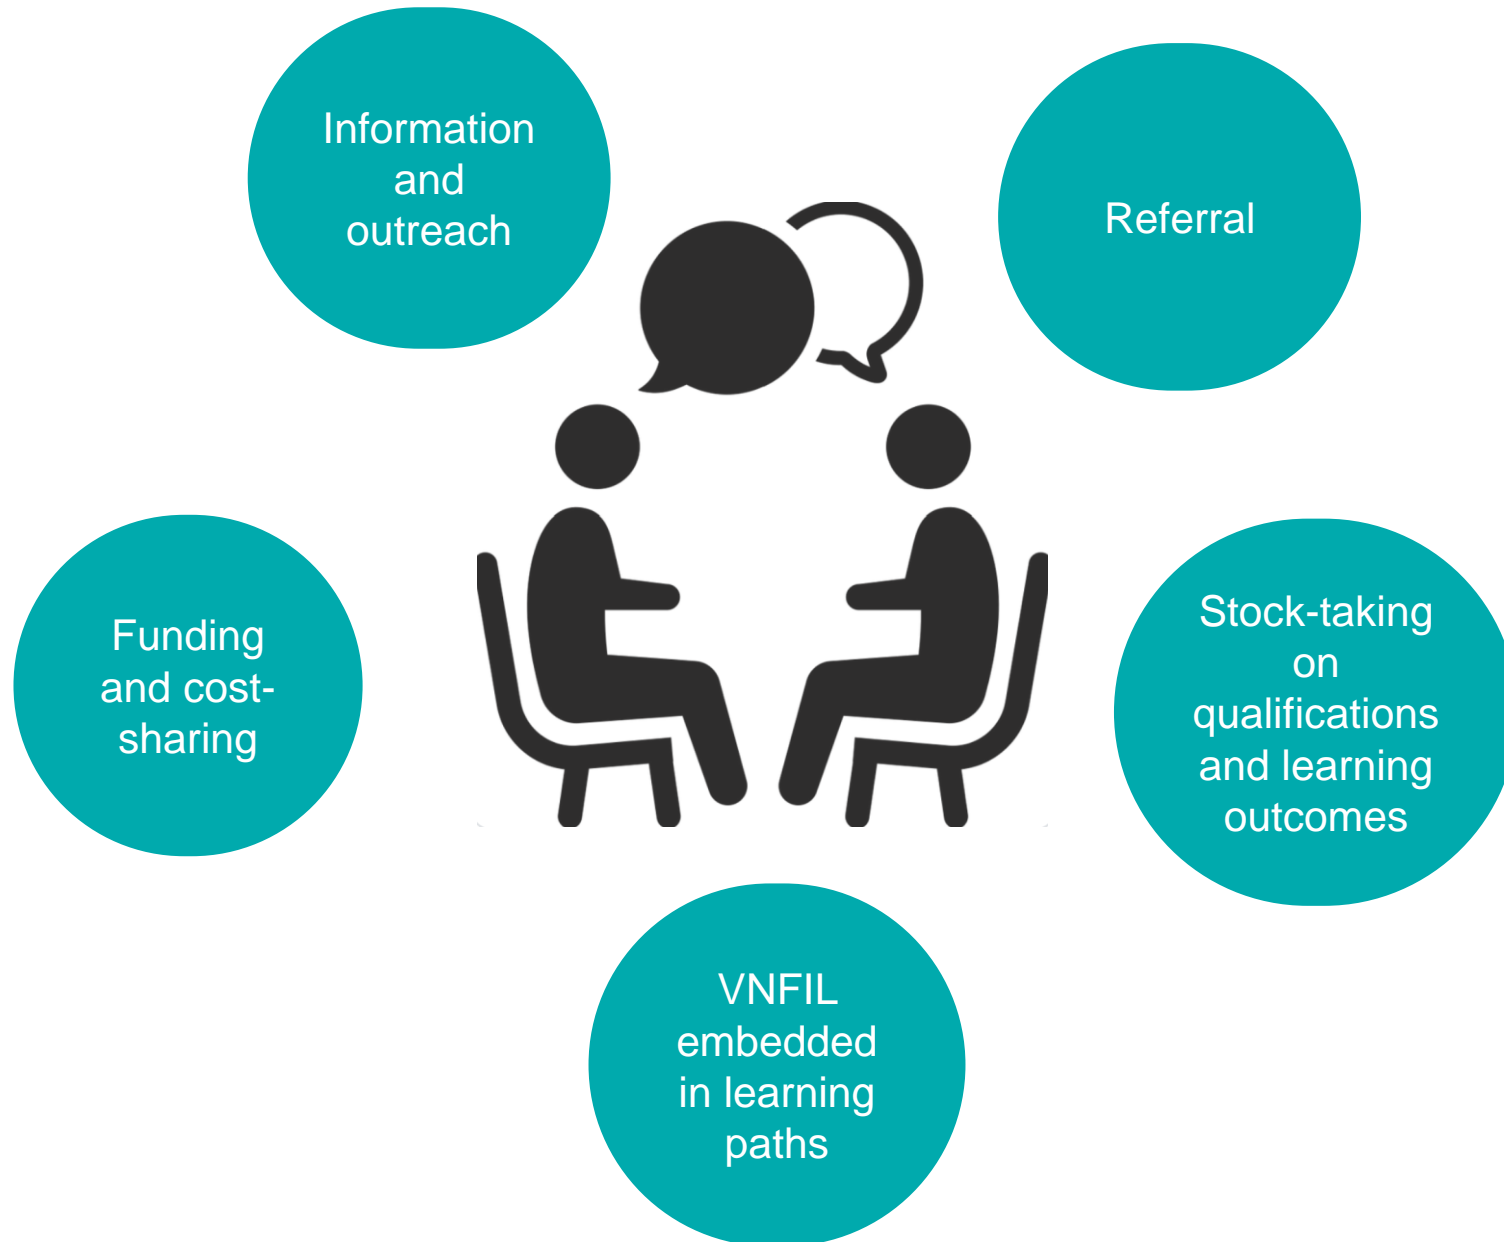 Information
and
outreach
Referral
Funding
and cost-
sharing
Stock-taking
on
qualifications
and learning
outcomes
VNFIL
embedded
in learning
paths